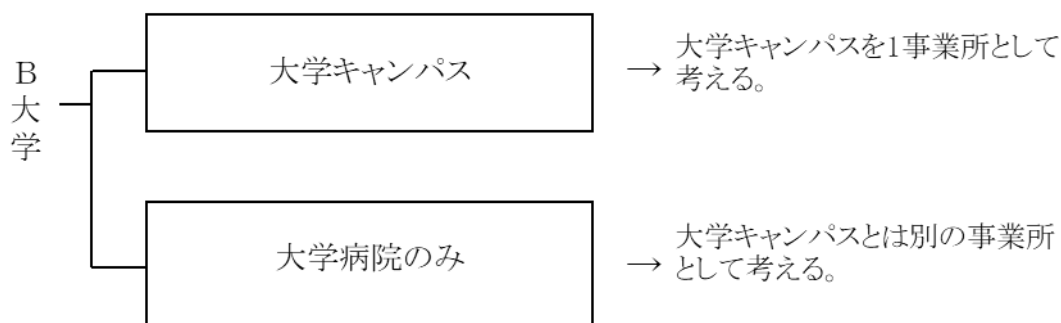 B大学
大学キャンパス
→ 大学キャンパスを1事業所として
考える。
大学病院のみ
→ 大学キャンパスとは別の事業所
として考える。